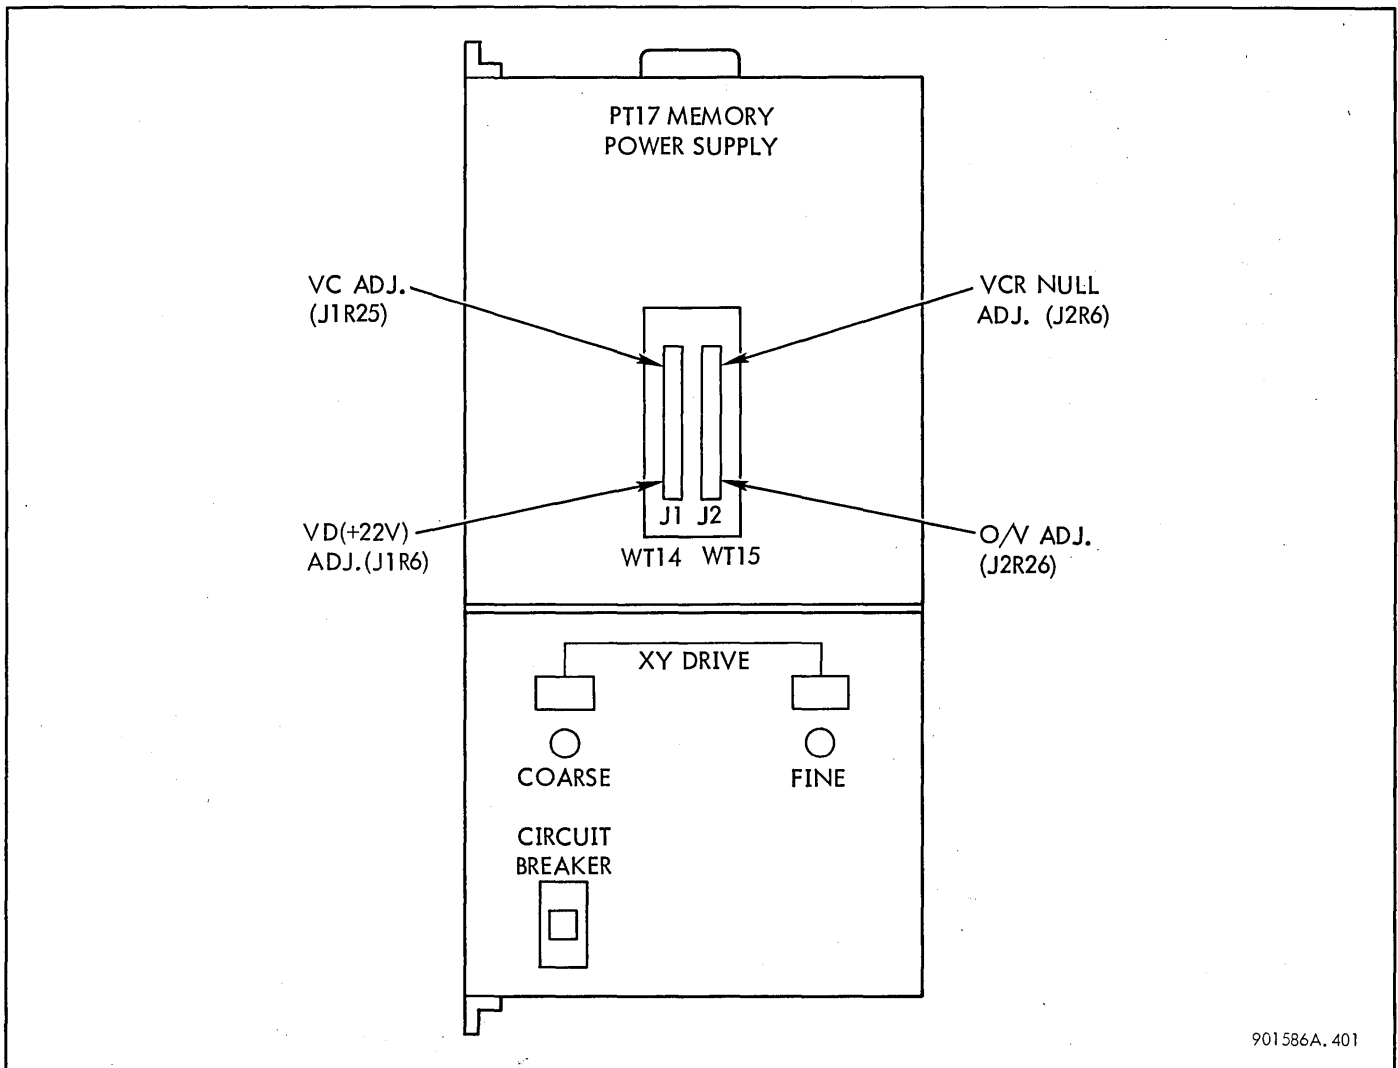 PT17 MEMORY
POWER SUPPLY
VC ADJ.
(J1R25)
VCR NULL
ADJ. (J2R6)
VD(+22V)
ADJ.(J1R6)
J1 J2
WT14 WT15
O/V ADJ.
(J2R26)
XY DRIVE
COARSE
FINE
CIRCUIT
BREAKER
901586A.401